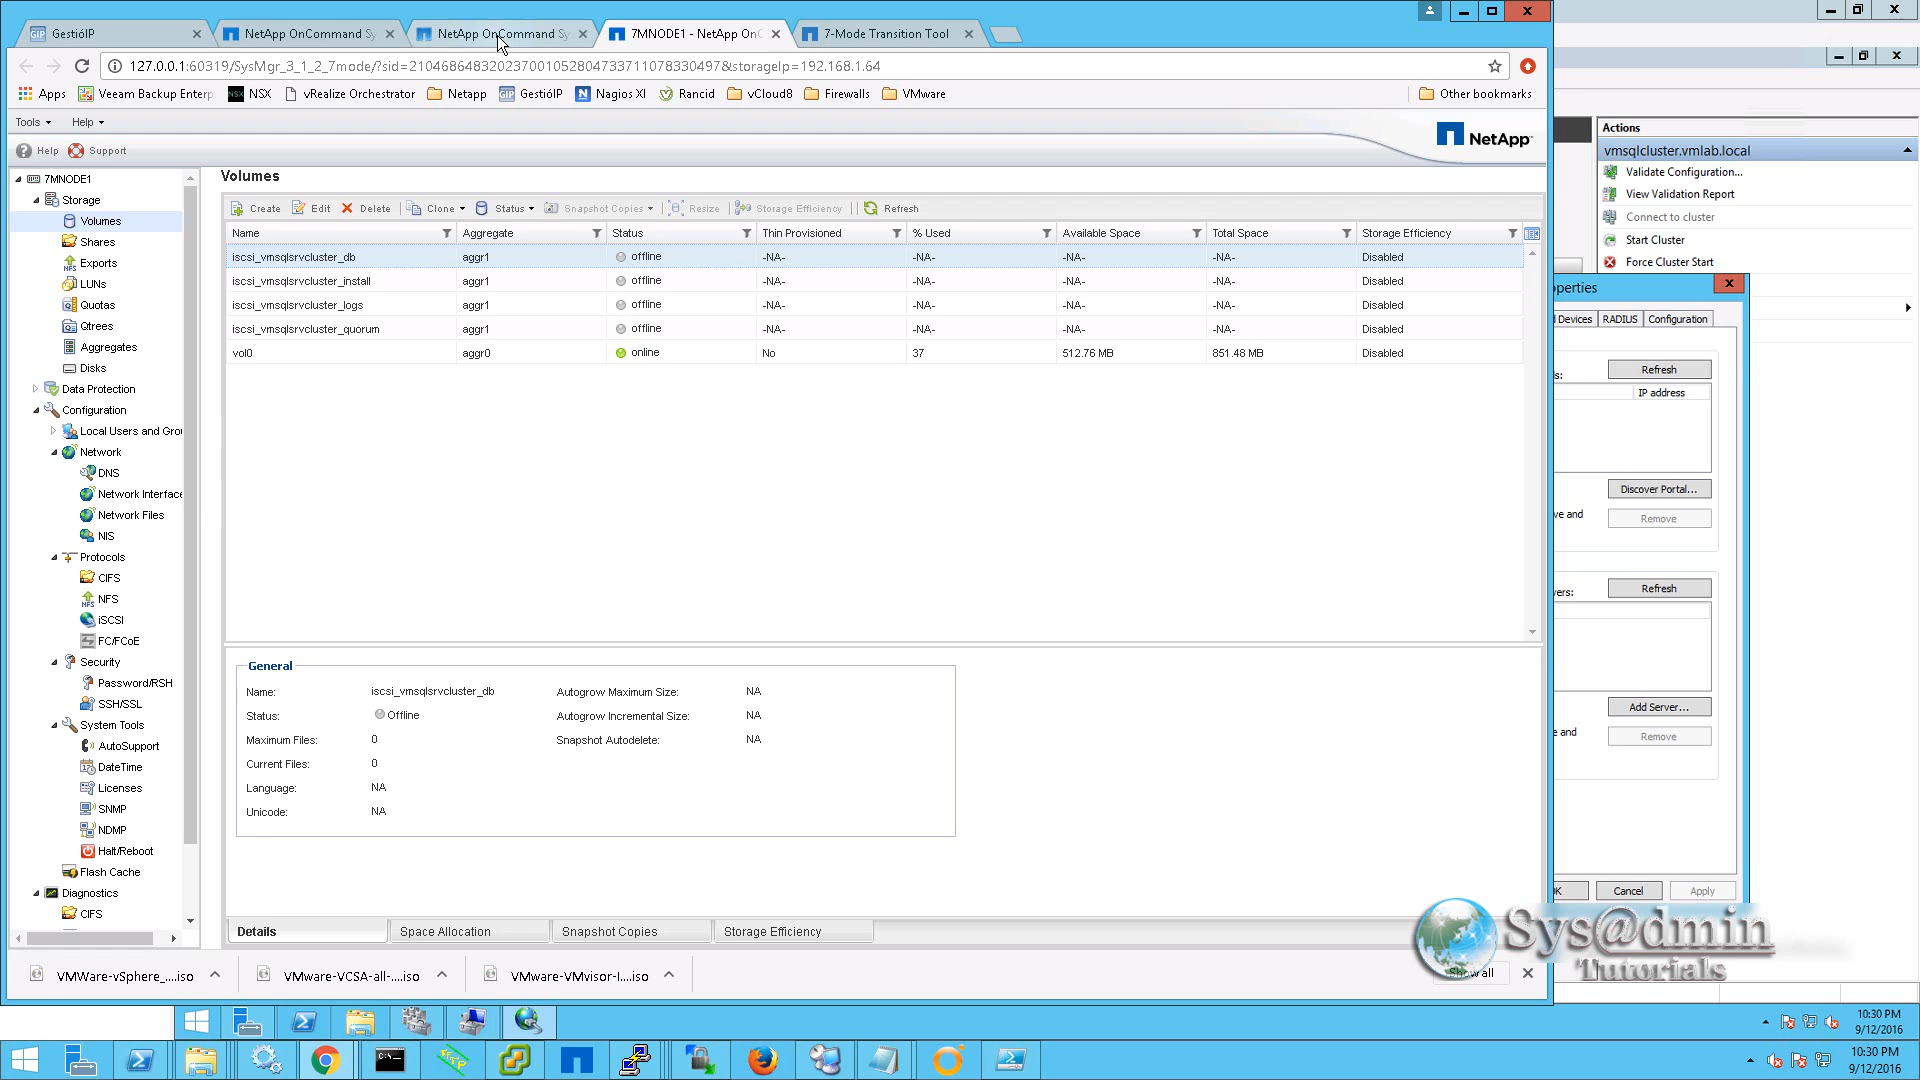 GestióIP
NetApp OnCommand Sy
NetApp OnCommand Sy
7MNODE1 - NetApp OnC
7-Mode Transition Tool
127.0.0.1:60319/SysMgr_3_1_2_7mode/?sid=2104686483202370010528047337110783304​97&storageIp=192.168.1.64
Apps
Veeam Backup Enterp
NSX
vRealize Orchestrator
Netapp
GestióIP
Nagios XI
Rancid
vCloud8
Firewalls
VMware
Other bookmarks
Tools
Help
NetApp
Help
Support
7MNODE1
Storage
Volumes
Shares
Exports
LUNs
Quotas
Qtrees
Aggregates
Disks
Data Protection
Configuration
Local Users and Grou
Network
DNS
Network Interface
Network Files
NIS
Protocols
CIFS
NFS
iSCSI
FC/FCoE
Security
Password/RSH
SSH/SSL
System Tools
AutoSupport
DateTime
Licenses
SNMP
NDMP
Halt/Reboot
Flash Cache
Diagnostics
CIFS
Volumes
Create Edit Delete Clone Status Snapshot Copies Resize Storage Efficiency Refresh
Name Aggregate Status Thin Provisioned % Used Available Space Total Space Storage Efficiency
iscsi_vmsqlsrvcluster_db aggr1 offline -NA- -NA- -NA- -NA- Disabled
iscsi_vmsqlsrvcluster_install aggr1 offline -NA- -NA- -NA- -NA- Disabled
iscsi_vmsqlsrvcluster_logs aggr1 offline -NA- -NA- -NA- -NA- Disabled
iscsi_vmsqlsrvcluster_quorum aggr1 offline -NA- -NA- -NA- -NA- Disabled
vol0 aggr0 online No 37 512.76 MB 851.48 MB Disabled
General
Name: iscsi_vmsqlsrvcluster_db Autogrow Maximum Size: NA
Status: Offline Autogrow Incremental Size: NA
Maximum Files: 0 Snapshot Autodelete: NA
Current Files: 0
Language: NA
Unicode: NA
Details
Space Allocation
Snapshot Copies
Storage Efficiency
VMWare-vSphere_....iso
VMware-VCSA-all-....iso
VMware-VMvisor-I....iso
Show all
Actions
vmsqlcluster.vmlab.local
Validate Configuration...
View Validation Report
Connect to cluster
Start Cluster
Force Cluster Start
perties
d Devices
RADIUS
Configuration
s:
Refresh
IP address
Discover Portal...
ve and
Remove
vers:
Refresh
Add Server...
e and
Remove
OK
Cancel
Apply
Sys@dmin
Tutorials
10:30 PM
9/12/2016
10:30 PM
9/12/2016